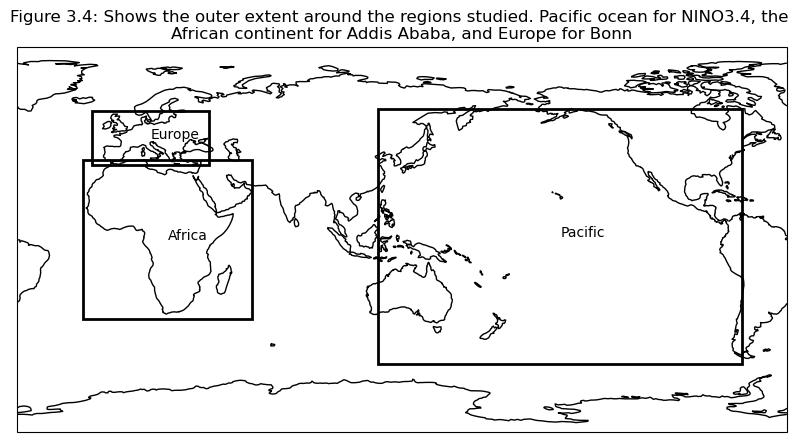 Figure 3.4: Shows the outer extent around the regions studied. Pacific ocean for NINO3.4, the
African continent for Addis Ababa, and Europe for Bonn
Europe
Africa
Pacific